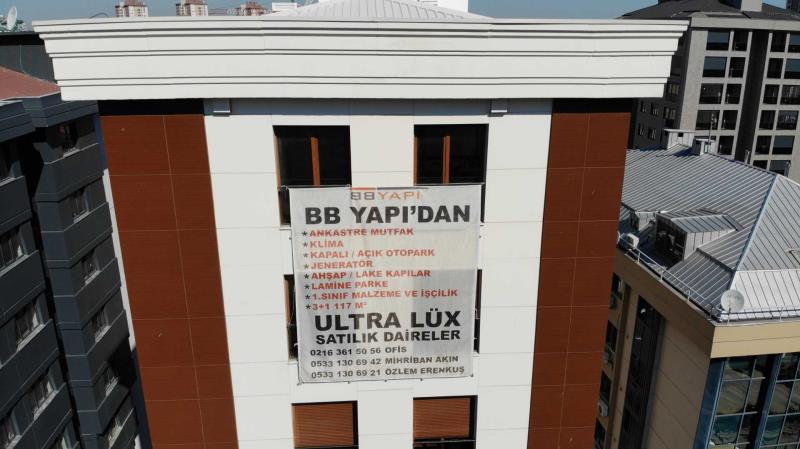 BB YAPI
BB YAPI'DAN
★ANKASTRE MUTFAK
★KLİMA
★KAPALI / AÇIK OTOPARK
★JENERATÖR
★AHŞAP / LAKE KAPILAR
★LAMİNE PARKE
★1.SINIF MALZEME VE İŞÇİLİK
★3+1 117 M²
ULTRA LÜX
SATILIK DAİRELER
0216 361 50 56 OFİS
0533 130 69 42 MİHRİBAN AKIN
0533 130 69 21 ÖZLEM ERENKUŞ